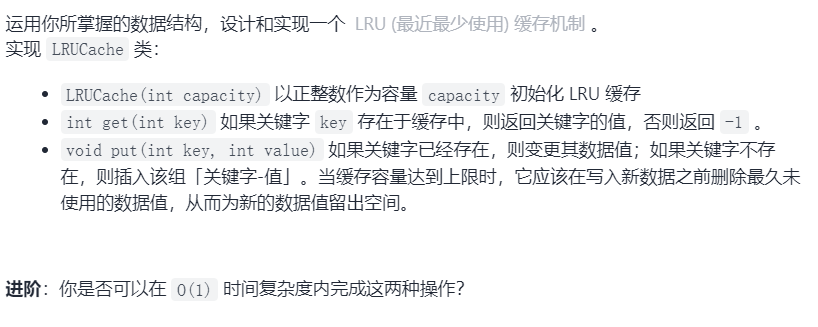 运用你所掌握的数据结构，设计和实现一个 LRU (最近最少使用) 缓存机制 。
实现 LRUCache 类：
• LRUCache(int capacity) 以正整数作为容量 capacity 初始化 LRU 缓存
• int get(int key) 如果关键字 key 存在于缓存中，则返回关键字的值，否则返回 -1 。
• void put(int key, int value) 如果关键字已经存在，则变更其数据值；如果关键字不存
在，则插入该组「关键字-值」。当缓存容量达到上限时，它应该在写入新数据之前删除最久未
使用的数据值，从而为新的数据值留出空间。
进阶：你是否可以在 O(1) 时间复杂度内完成这两种操作？